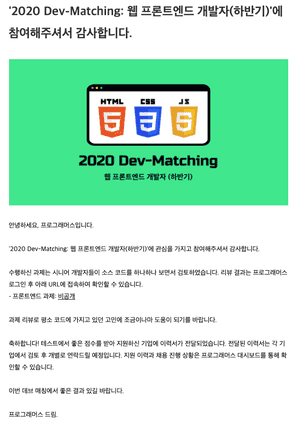 '2020 Dev-Matching: 웹 프론트엔드 개발자(하반기)'에
참여해주셔서 감사합니다.
HTML CSS JS
5 3 5
2020 Dev-Matching
웹 프론트엔드 개발자 (하반기)
안녕하세요, 프로그래머스입니다.
'2020 Dev-Matching: 웹 프론트엔드 개발자(하반기)'에 관심을 가지고 참여해주셔서 감사합니다.
수행하신 과제는 시니어 개발자들이 소스 코드를 하나하나 보면서 검토하였습니다. 리뷰 결과는 프로그래머스
로그인 후 아래 URL에 접속하여 확인할 수 있습니다.
- 프론트엔드 과제: 비공개
과제 리뷰로 평소 코드에 가지고 있던 고민에 조금이나마 도움이 되기를 바랍니다.
축하합니다! 테스트에서 좋은 점수를 받아 지원하신 기업에 이력서가 전달되었습니다. 전달된 이력서는 각 기
업에서 검토 후 개별로 연락드릴 예정입니다. 지원 이력과 채용 진행 상황은 프로그래머스 대시보드를 통해 확
인할 수 있습니다.
이번 데브 매칭에서 좋은 결과 있길 바랍니다.
프로그래머스 드림.